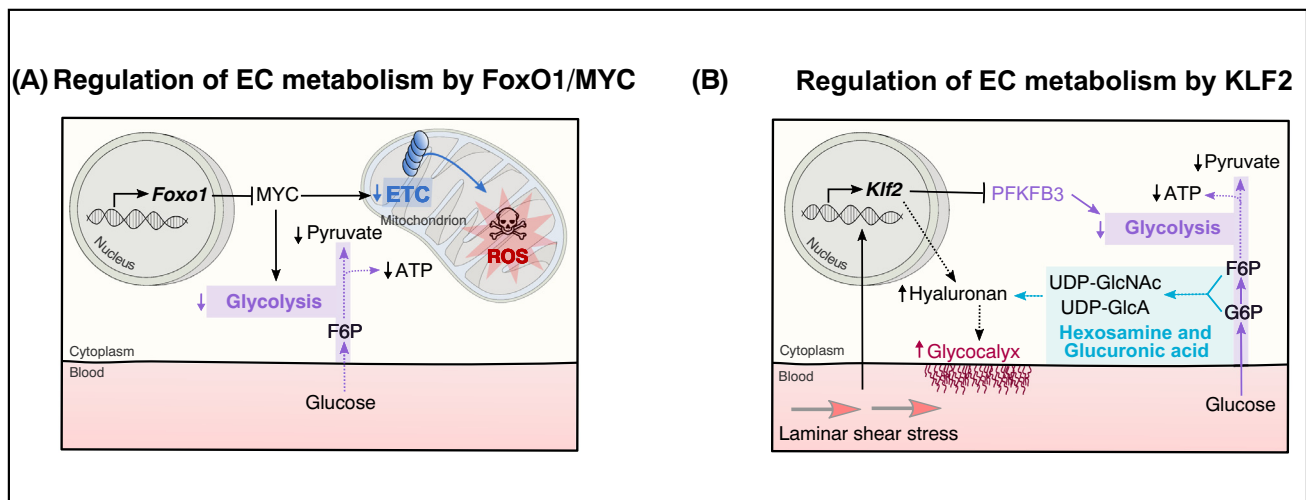 (A) Regulation of EC metabolism by FoxO1/MYC
Foxo1
MYC
↓ ETC
Mitochondrion
ROS
Nucleus
↓ Pyruvate
↓ ATP
↓ Glycolysis
F6P
Cytoplasm
Blood
Glucose
(B) Regulation of EC metabolism by KLF2
Klf2
PFKFB3
Nucleus
↓ Pyruvate
↓ ATP
↓ Glycolysis
F6P
G6P
UDP-GlcNAc
UDP-GlcA
Hexosamine and
Glucuronic acid
↑ Hyaluronan
↑ Glycocalyx
Cytoplasm
Blood
Glucose
Laminar shear stress